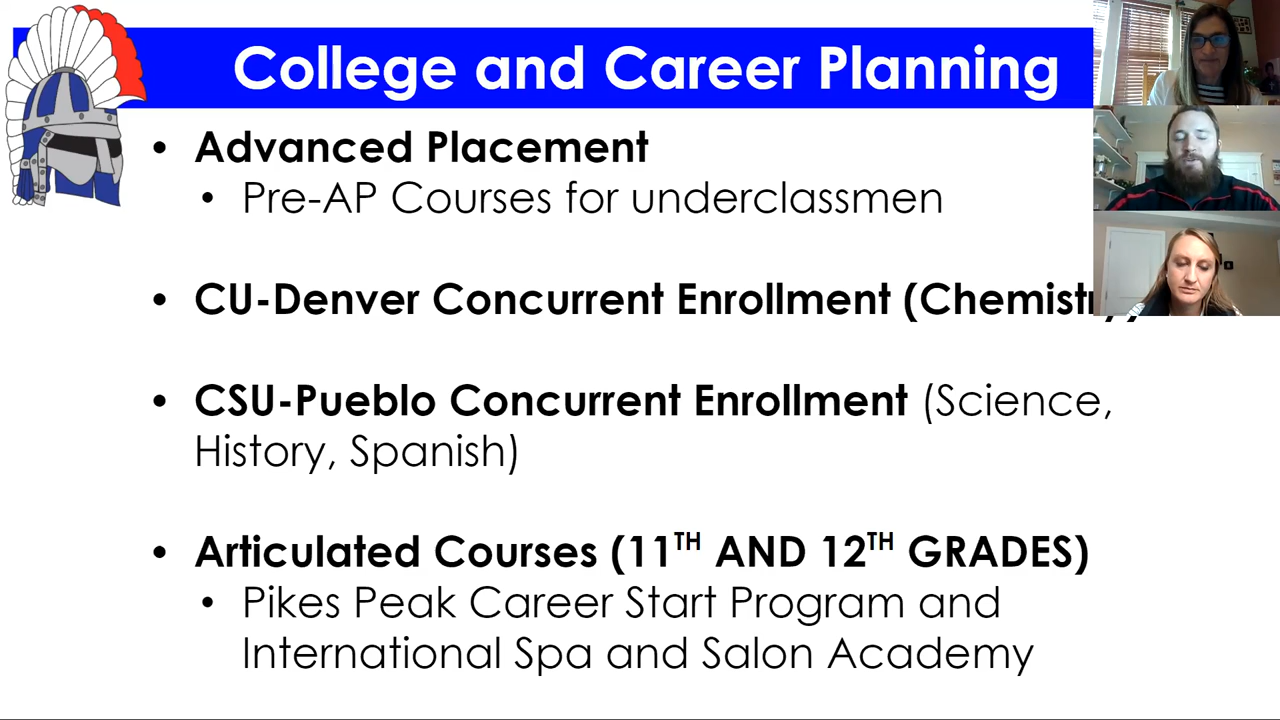 College and Career Planning
• Advanced Placement
• Pre-AP Courses for underclassmen
• CU-Denver Concurrent Enrollment (Chemistry)
• CSU-Pueblo Concurrent Enrollment (Science,
History, Spanish)
• Articulated Courses (11TH AND 12TH GRADES)
• Pikes Peak Career Start Program and
International Spa and Salon Academy